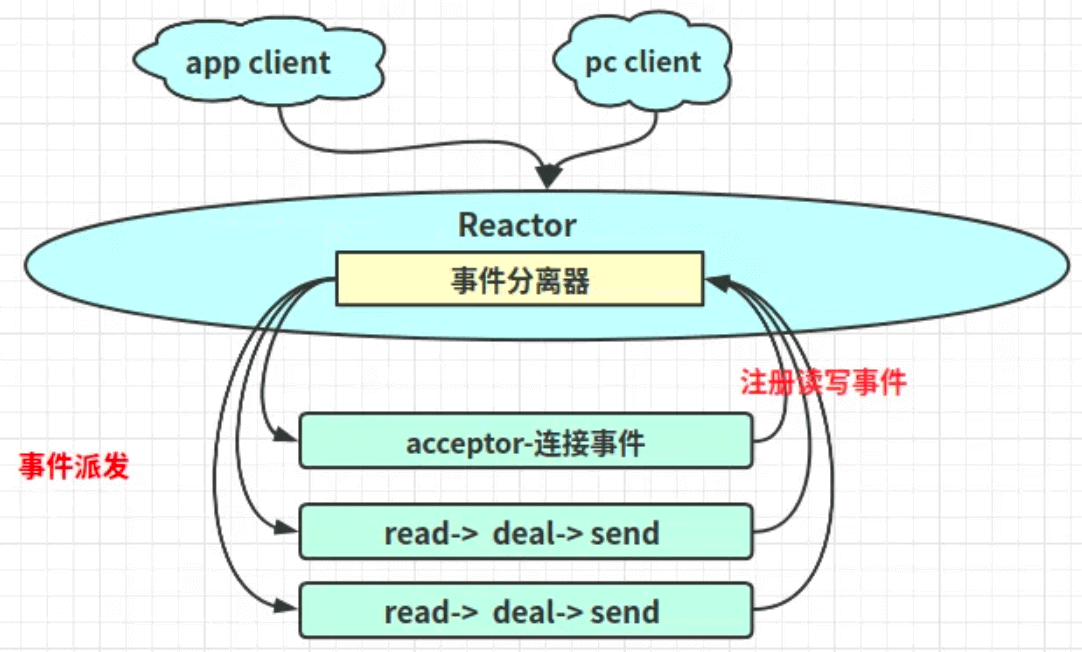 app client
pc client
Reactor
事件分离器
注册读写事件
acceptor-连接事件
事件派发
read-> deal-> send
read-> deal-> send